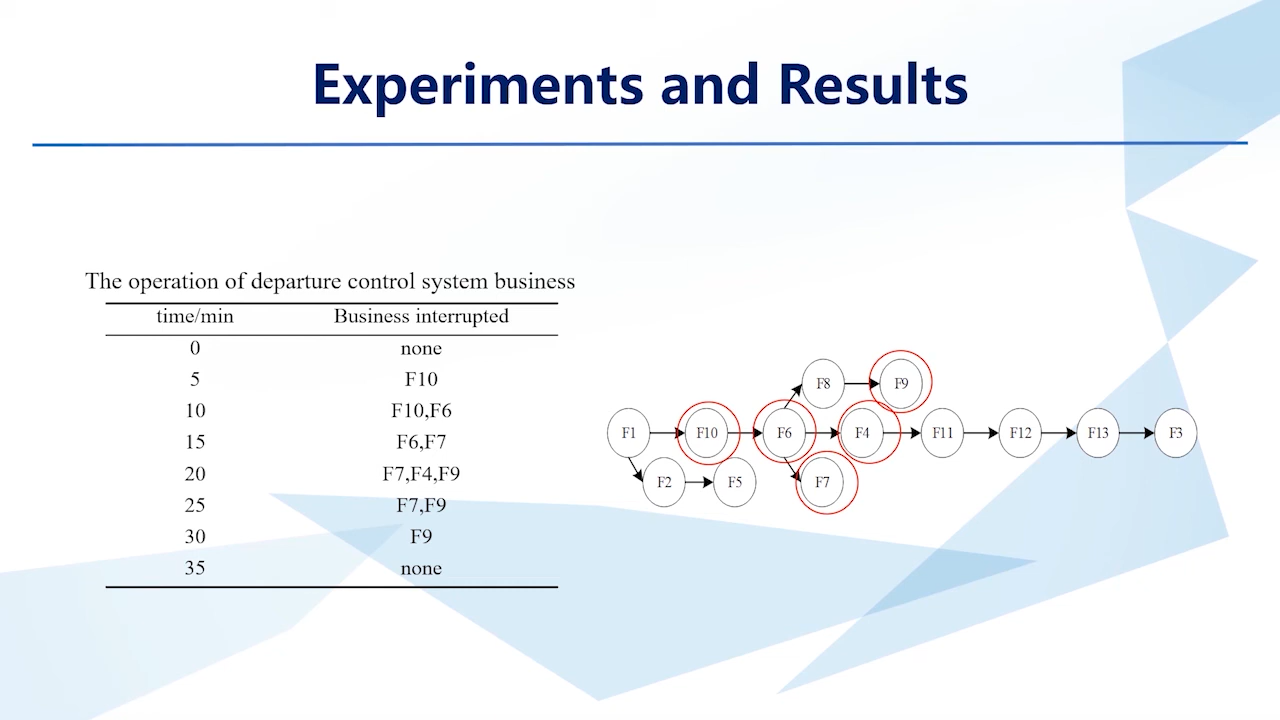 Experiments and Results
The operation of departure control system business
time/min Business interrupted
0 none
5 F10
10 F10,F6
15 F6,F7
20 F7,F4,F9
25 F7,F9
30 F9
35 none
F8 F9
F1 F10 F6 F4 F11 F12 F13 F3
F2 F5 F7